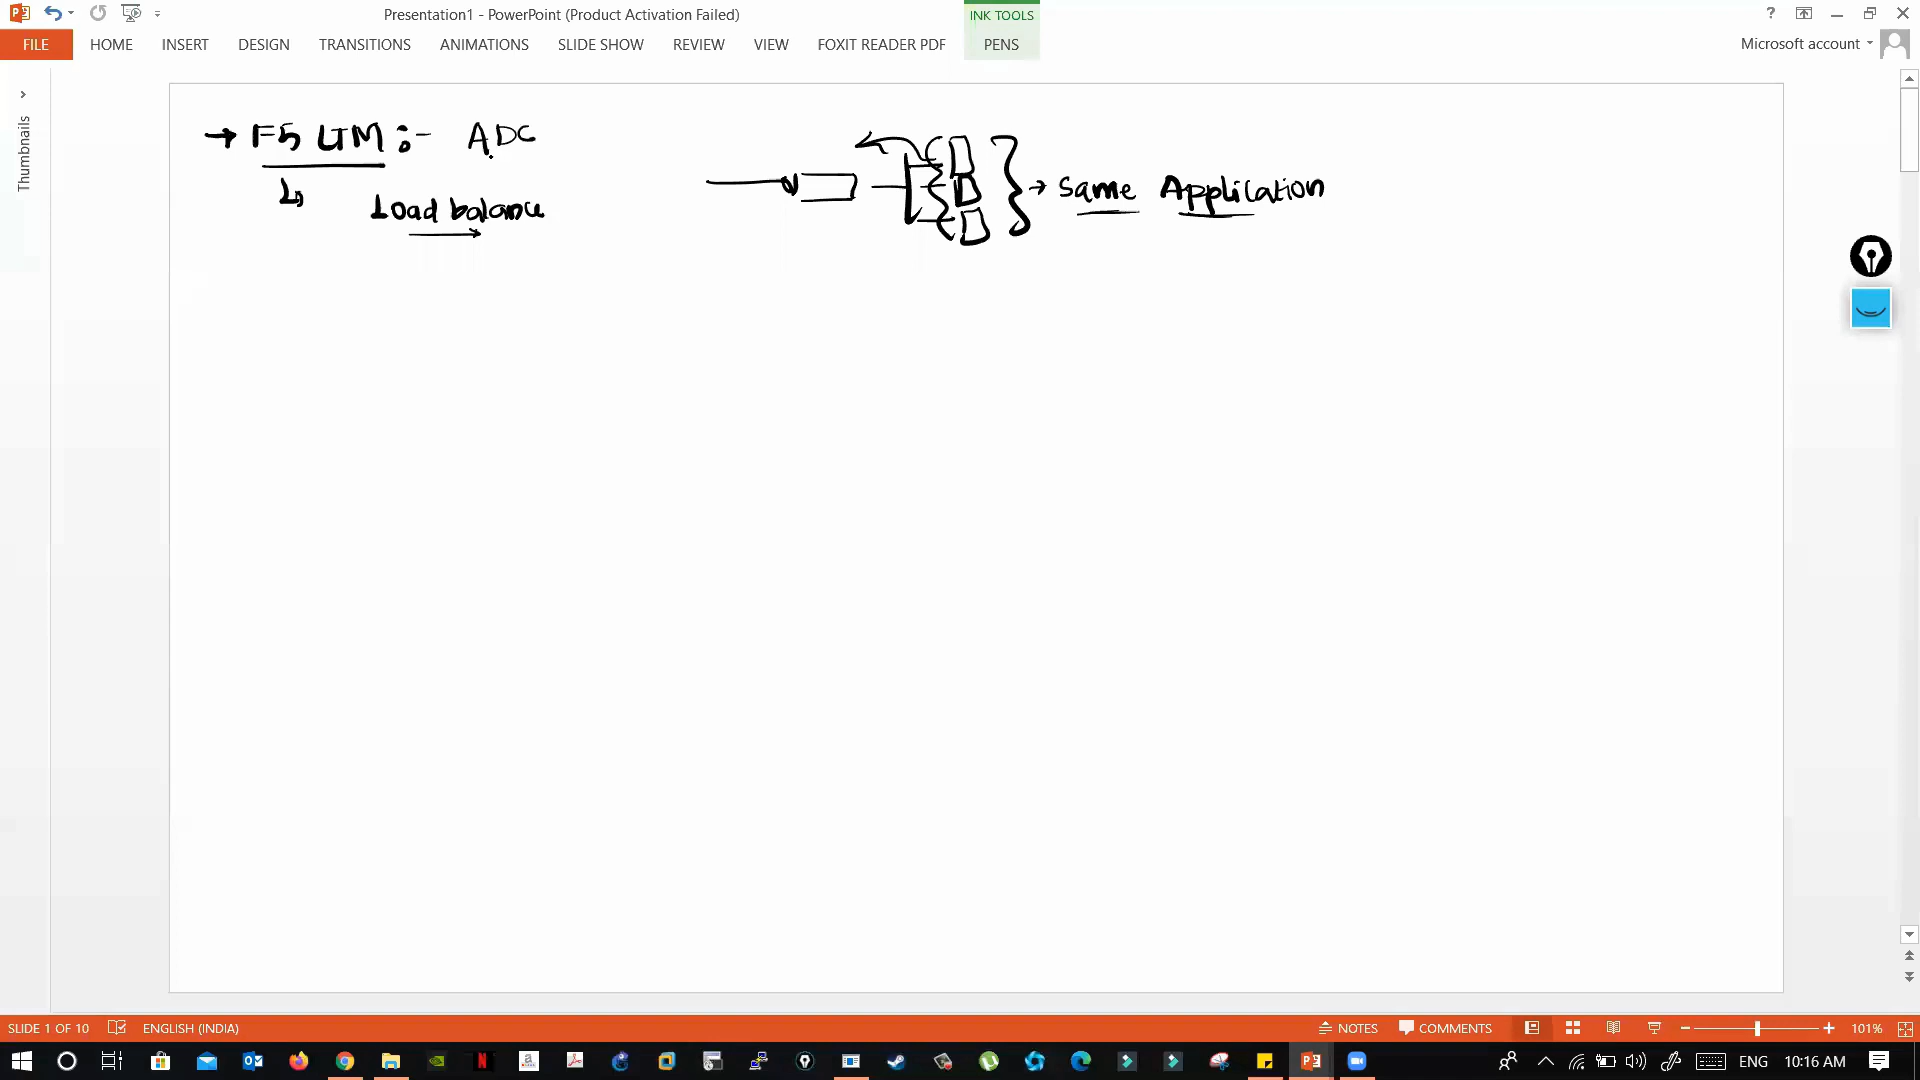 Presentation1 - PowerPoint (Product Activation Failed)
INK TOOLS
?
FILE HOME INSERT DESIGN TRANSITIONS ANIMATIONS SLIDE SHOW REVIEW VIEW FOXIT READER PDF PENS
Microsoft account
Thumbnails
→ F5 LTM :- ADC
Load balance
→ Same Application
SLIDE 1 OF 10 ENGLISH (INDIA) NOTES COMMENTS 101%
ENG 10:16 AM